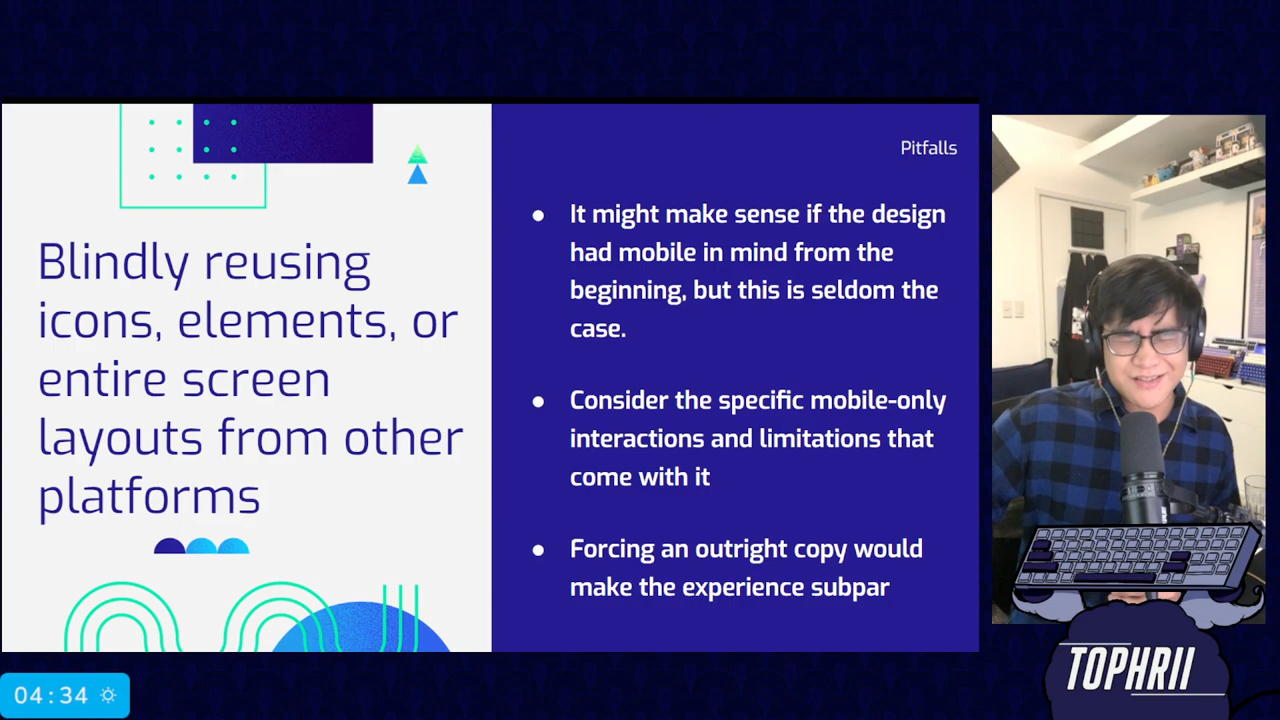 Pitfalls
Blindly reusing
icons, elements, or
entire screen
layouts from other
platforms
● It might make sense if the design
had mobile in mind from the
beginning, but this is seldom the
case.
● Consider the specific mobile-only
interactions and limitations that
come with it
● Forcing an outright copy would
make the experience subpar
04:34
TOPHRII